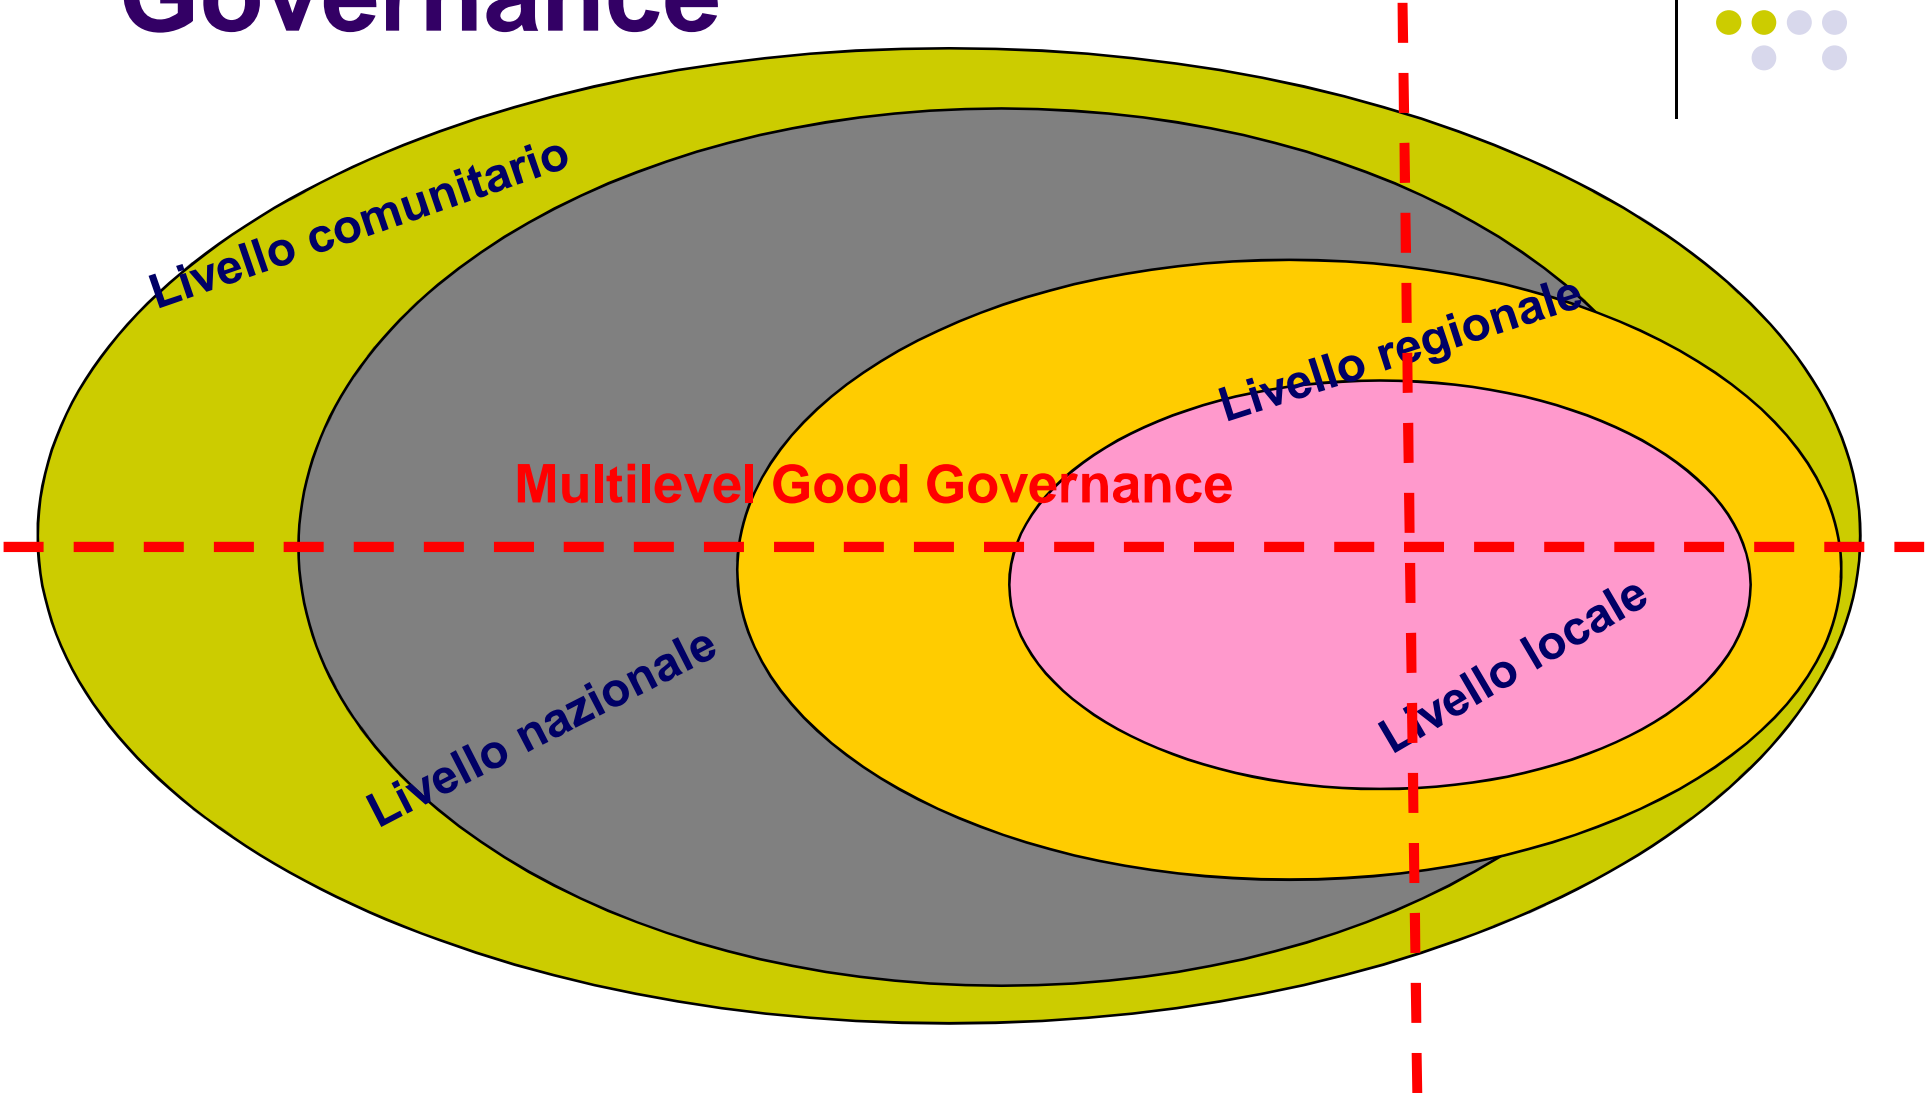 Governance
Livello comunitario
Livello regionale
Multilevel Good Governance
Livello nazionale
Livello locale